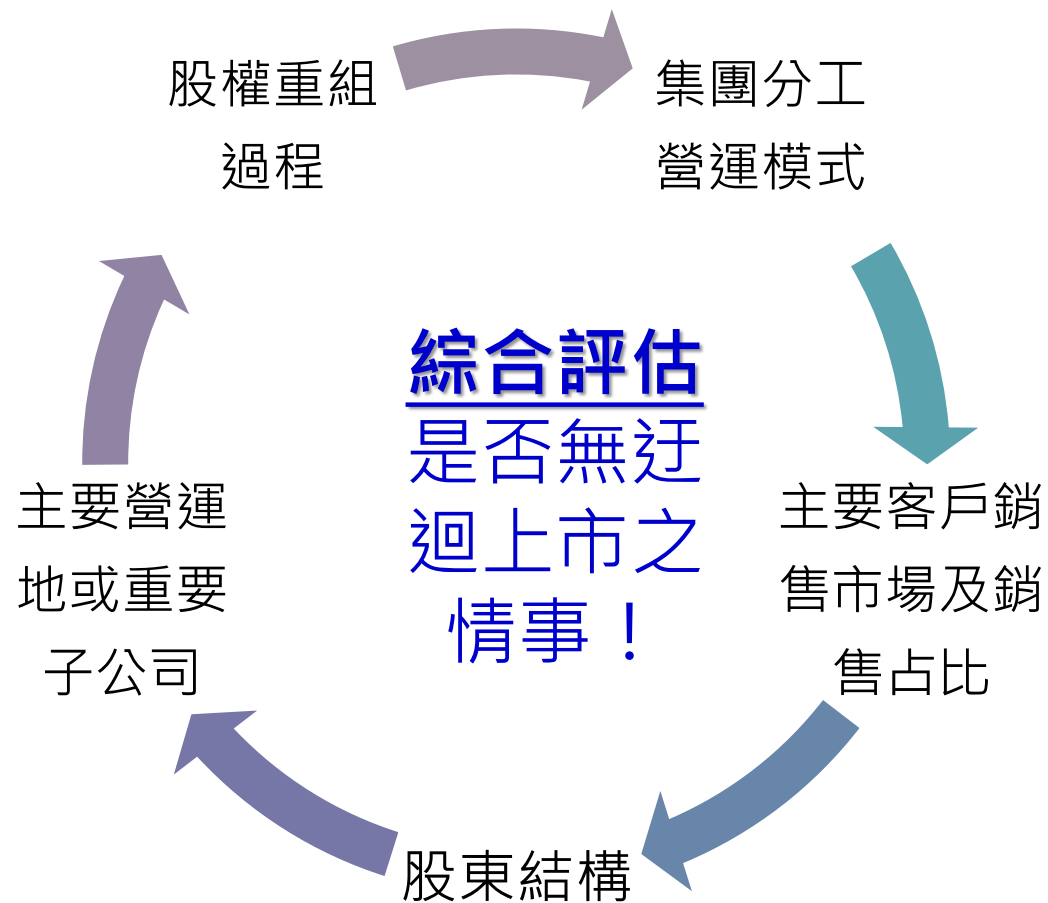 股權重組
過程
集團分工
營運模式
綜合評估
是否無迂
迴上市之
情事！
主要客戶銷
售市場及銷
售占比
股東結構
主要營運
地或重要
子公司